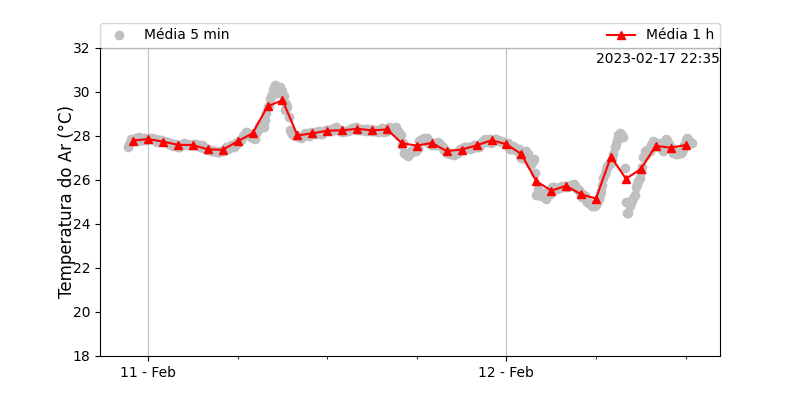 Média 5 min
Média 1 h
2023-02-17 22:35
Temperatura do Ar (°C)
32
30
28
26
24
22
20
18
11 - Feb
12 - Feb